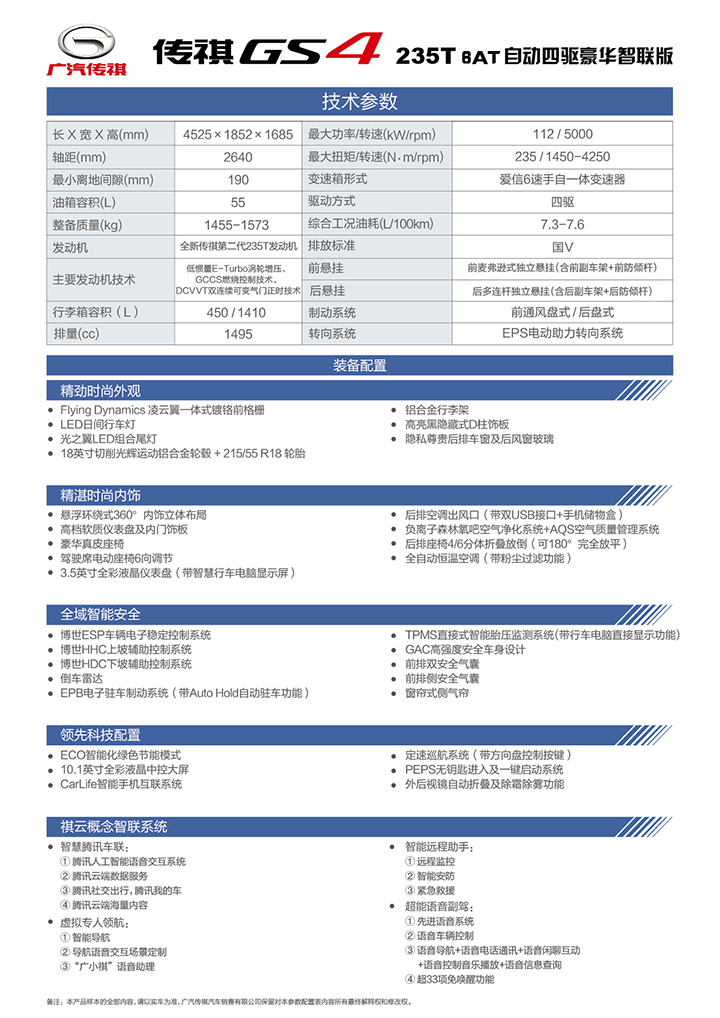 广汽传祺
传祺GS4 235T 6AT自动四驱豪华智联版
技术参数
长 X 宽 X 高(mm) 4525×1852×1685 最大功率/转速(kW/rpm) 112 / 5000
轴距(mm) 2640 最大扭矩/转速(N·m/rpm) 235 / 1450-4250
最小离地间隙(mm) 190 变速箱形式 爱信6速手自一体变速器
油箱容积(L) 55 驱动方式 四驱
整备质量(kg) 1455-1573 综合工况油耗(L/100km) 7.3-7.6
发动机 全新传祺第二代235T发动机 排放标准 国V
主要发动机技术 低惯量E-Turbo涡轮增压、
GCCS燃烧控制技术、
DCVVT双连续可变气门正时技术
前悬挂 前麦弗逊式独立悬挂(含前副车架+前防倾杆)
后悬挂 后多连杆独立悬挂(含后副车架+后防倾杆)
行李箱容积(L) 450 / 1410 制动系统 前通风盘式 / 后盘式
排量(cc) 1495 转向系统 EPS电动助力转向系统
装备配置
精劲时尚外观
• Flying Dynamics 凌云翼一体式镀铬前格栅
• LED日间行车灯
• 光之翼LED组合尾灯
• 18英寸切削光辉运动铝合金轮毂 + 215/55 R18 轮胎
• 铝合金行李架
• 高亮黑隐藏式D柱饰板
• 隐私尊贵后排车窗及后风窗玻璃
精湛时尚内饰
• 悬浮环绕式360° 内饰立体布局
• 高档软质仪表盘及内门饰板
• 豪华真皮座椅
• 驾驶席电动座椅6向调节
• 3.5英寸全彩液晶仪表盘(带智慧行车电脑显示屏)
• 后排空调出风口(带双USB接口+手机储物盒)
• 负离子森林氧吧空气净化系统+AQS空气质量管理系统
• 后排座椅4/6分体折叠放倒(可180° 完全放平)
• 全自动恒温空调(带粉尘过滤功能)
全域智能安全
• 博世ESP车辆电子稳定控制系统
• 博世HHC上坡辅助控制系统
• 博世HDC下坡辅助控制系统
• 倒车雷达
• EPB电子驻车制动系统(带Auto Hold自动驻车功能)
• TPMS直接式智能胎压监测系统(带行车电脑直接显示功能)
• GAC高强度安全车身设计
• 前排双安全气囊
• 前排侧安全气囊
• 窗帘式侧气帘
领先科技配置
• ECO智能化绿色节能模式
• 10.1英寸全彩液晶中控大屏
• CarLife智能手机互联系统
• 定速巡航系统(带方向盘控制按键)
• PEPS无钥匙进入及一键启动系统
• 外后视镜自动折叠及除霜除雾功能
祺云概念智联系统
• 智慧腾讯车联:
① 腾讯人工智能语音交互系统
② 腾讯云端数据服务
③ 腾讯社交出行,腾讯我的车
④ 腾讯云端海量内容
• 虚拟专人领航:
① 智能导航
② 导航语音交互场景定制
③ “广小祺”语音助理
• 智能远程助手:
① 远程监控
② 智能安防
③ 紧急救援
• 超能语音副驾:
① 先进语音系统
② 语音车辆控制
③ 语音导航+语音电话通讯+语音闲聊互动
+语音控制音乐播放+语音信息查询
④ 超33项免唤醒功能
备注:本产品样本的全部内容,请以实车为准,广汽传祺汽车销售有限公司保留对本参数配置表内容所有最终解释权和修改权。